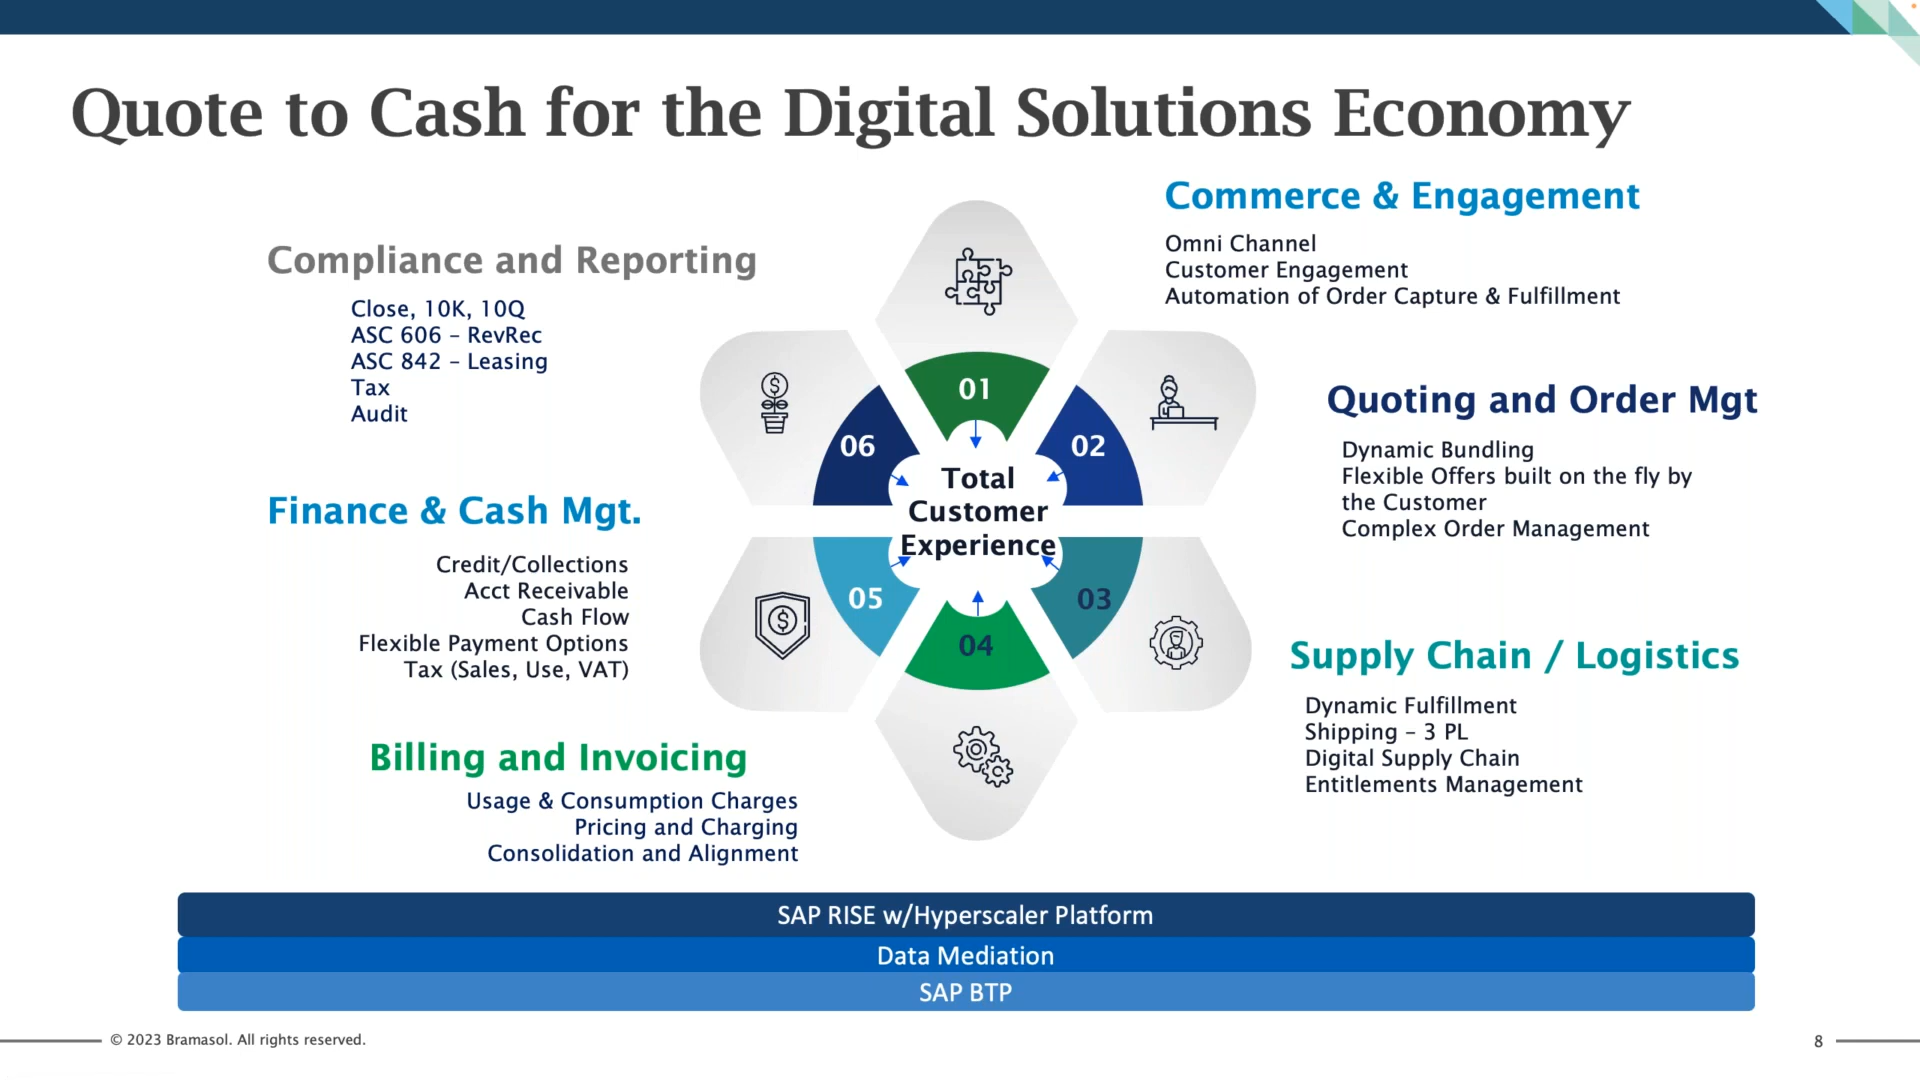 Quote to Cash for the Digital Solutions Economy
Commerce & Engagement
Omni Channel
Customer Engagement
Automation of Order Capture & Fulfillment
Quoting and Order Mgt
Dynamic Bundling
Flexible Offers built on the fly by
the Customer
Complex Order Management
Supply Chain / Logistics
Dynamic Fulfillment
Shipping – 3 PL
Digital Supply Chain
Entitlements Management
Billing and Invoicing
Usage & Consumption Charges
Pricing and Charging
Consolidation and Alignment
Finance & Cash Mgt.
Credit/Collections
Acct Receivable
Cash Flow
Flexible Payment Options
Tax (Sales, Use, VAT)
Compliance and Reporting
Close, 10K, 10Q
ASC 606 – RevRec
ASC 842 – Leasing
Tax
Audit
01
02
03
04
05
06
Total
Customer
Experience
SAP RISE w/Hyperscaler Platform
Data Mediation
SAP BTP
© 2023 Bramasol. All rights reserved.
8